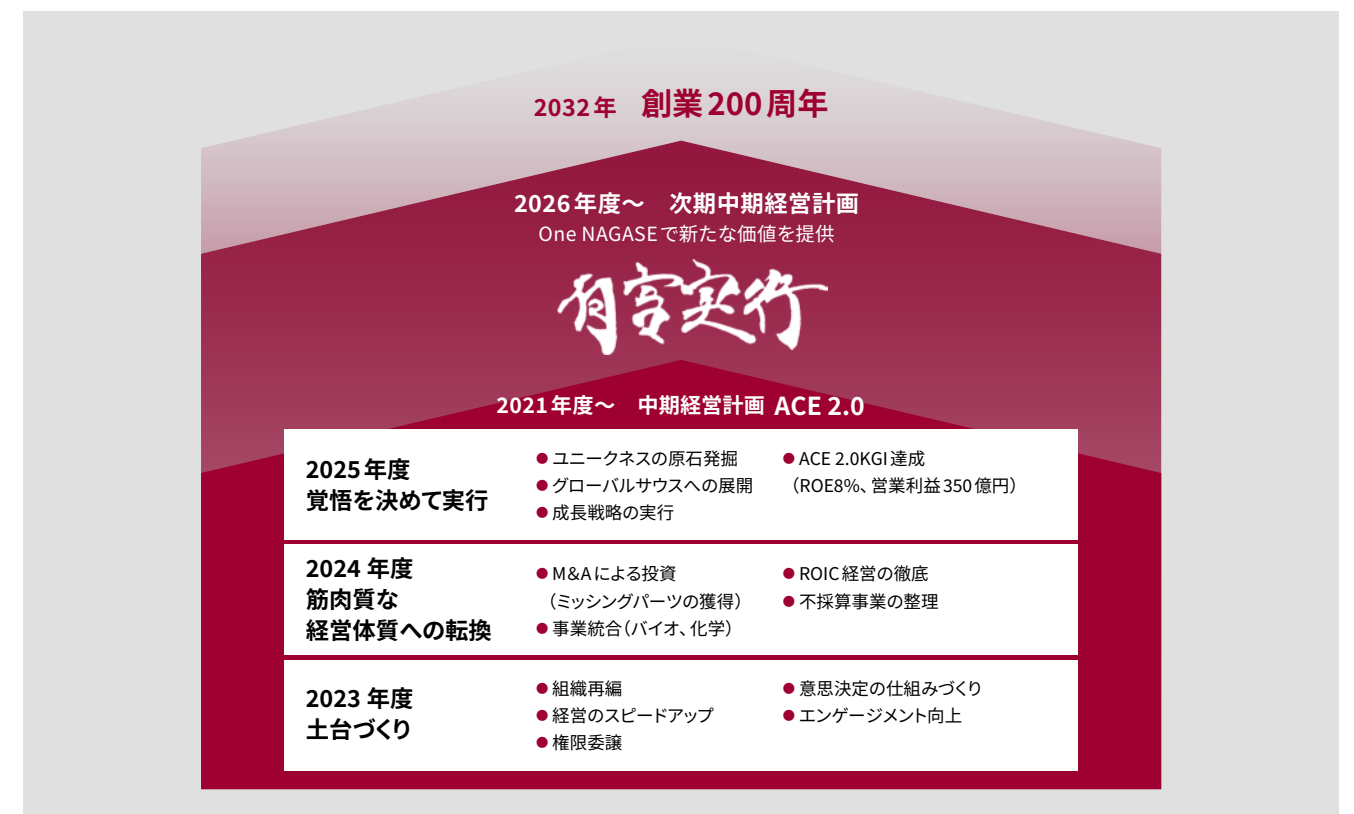 2032年 創業200周年
2026年度～ 次期中期経営計画
One NAGASEで新たな価値を提供
有言実行
2021年度～ 中期経営計画 ACE 2.0
2025年度
覚悟を決めて実行
●ユニークネスの原石発掘
●グローバルサウスへの展開
●成長戦略の実行
●ACE 2.0KGI達成
（ROE8%、営業利益350億円）
2024年度
筋肉質な
経営体質への転換
●M&Aによる投資
（ミッシングパーツの獲得）
●事業統合（バイオ、化学）
●ROIC経営の徹底
●不採算事業の整理
2023年度
土台づくり
●組織再編
●経営のスピードアップ
●権限委譲
●意思決定の仕組みづくり
●エンゲージメント向上